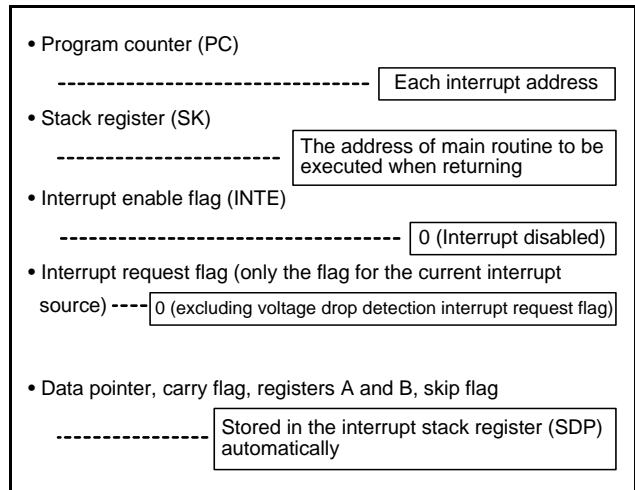 • Program counter (PC)
Each interrupt address
• Stack register (SK)
The address of main routine to be
executed when returning
• Interrupt enable flag (INTE)
0 (Interrupt disabled)
• Interrupt request flag (only the flag for the current interrupt
source) ---- 0 (excluding voltage drop detection interrupt request flag)
• Data pointer, carry flag, registers A and B, skip flag
Stored in the interrupt stack register (SDP)
automatically